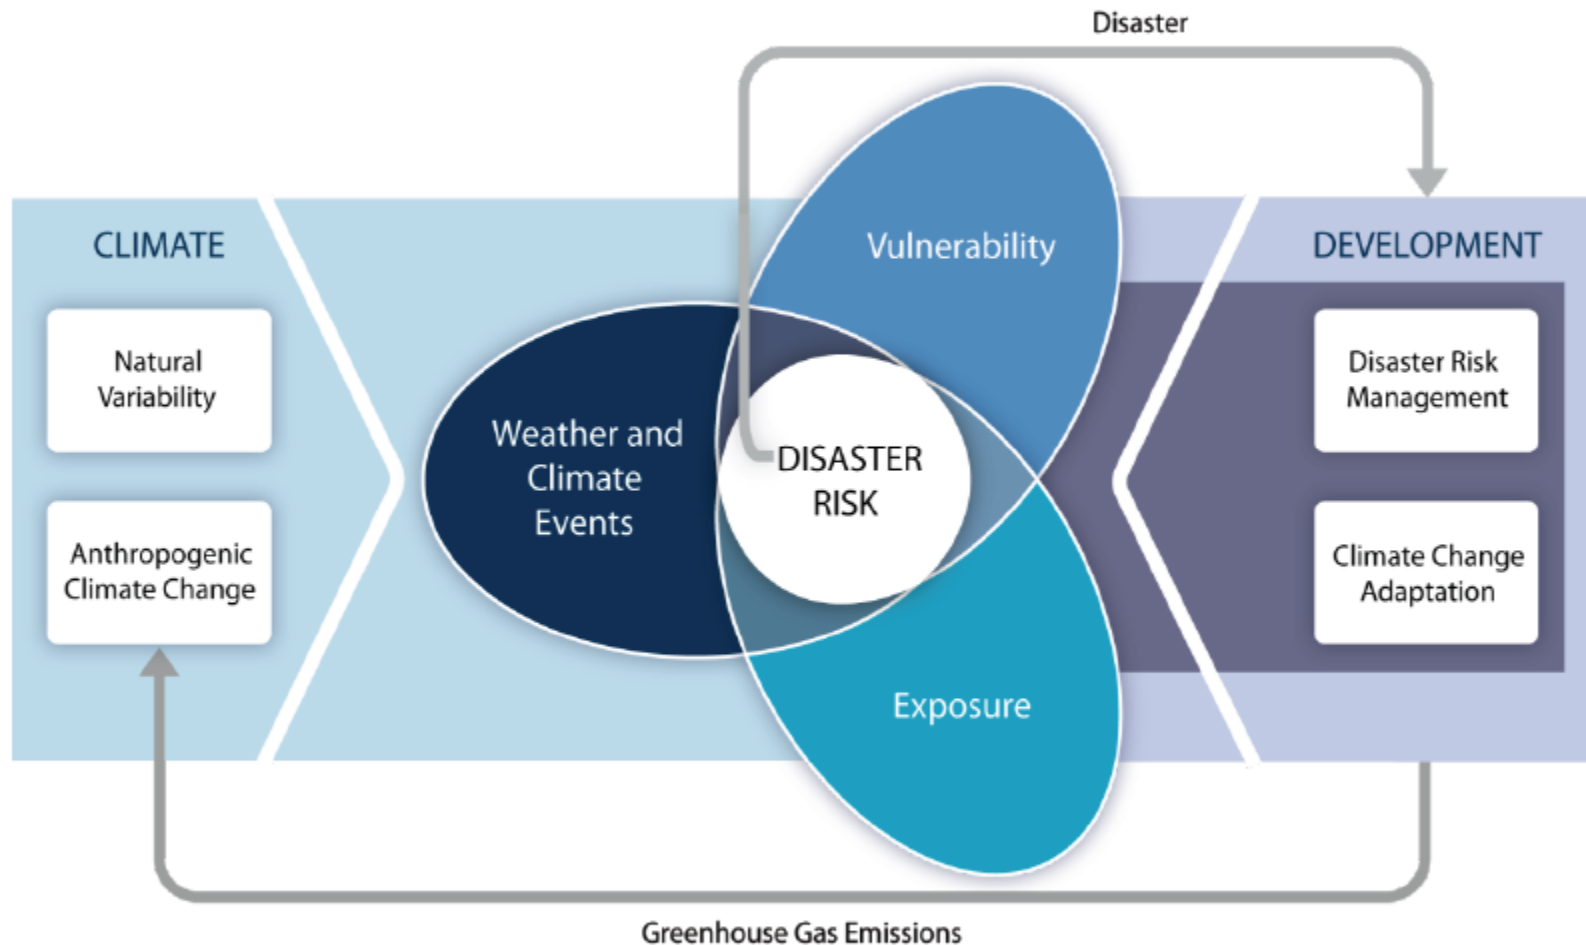 Disaster
CLIMATE
Natural
Variability
Anthropogenic
Climate Change
Weather and
Climate
Events
Vulnerability
DISASTER
RISK
Exposure
DEVELOPMENT
Disaster Risk
Management
Climate Change
Adaptation
Greenhouse Gas Emissions